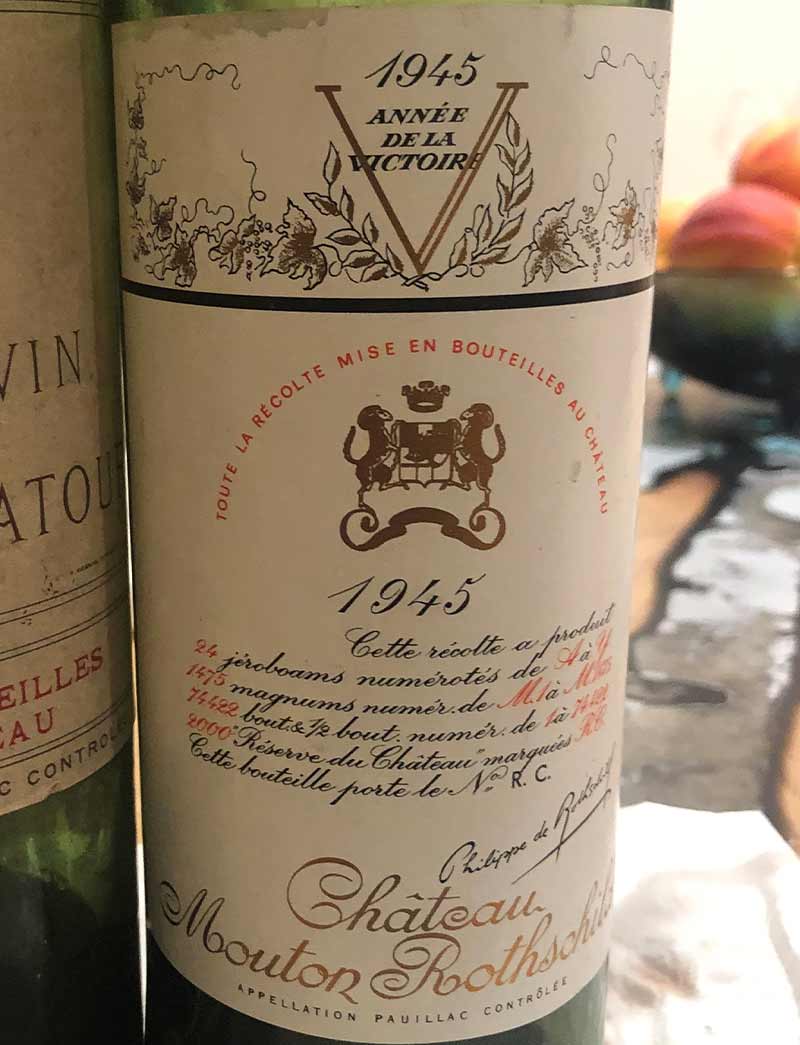 1945
ANNÉE
DE LA
VICTOIRE
TOUTE LA RÉCOLTE MISE EN BOUTEILLES AU CHÂTEAU
1945
Cette récolte a produit
24 jéroboams numérotés de A à Y
1475 magnums numér. de M.1 à M.1475
74422 bout. & 1/2 bout. numér. de 1 à 74422
2000 "Réserve du Château" marquées R.C.
Cette bouteille porte le No R. C.
Philippe de Rothschild
Château
Mouton Rothschild
APPELLATION PAUILLAC CONTRÔLÉE
VIN
ATOU
EILLES
EAU
C CONTROL